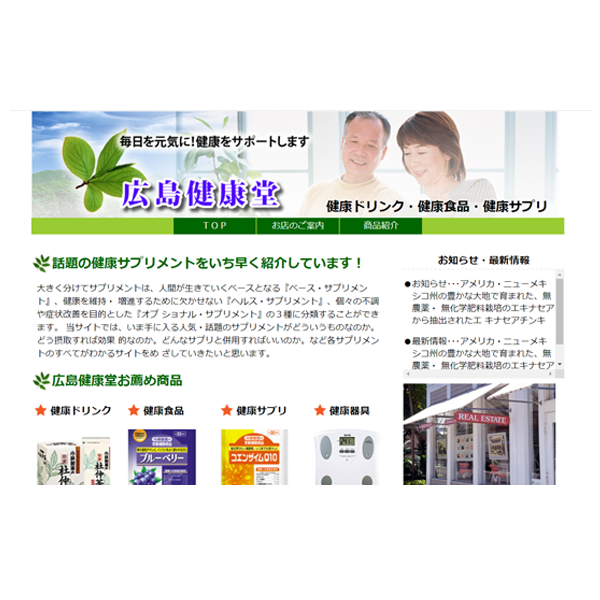 毎日を元気に!健康をサポートします
広島健康堂
健康ドリンク・健康食品・健康サプリ
TOP お店のご案内 商品紹介
話題の健康サプリメントをいち早く紹介しています！
大きく分けてサプリメントは、人間が生きていくベースとなる『ベース・サプリメン
ト』、健康を維持・ 増進するために欠かせない『ヘルス・サプリメント』、個々の不調
や症状改善を目的とした『オプ ショナル・サプリメント』の３種に分類することができ
ます。 当サイトでは、いま手に入る人気・話題のサプリメントがどういうものなのか。
どう摂取すれば効果 的なのか。どんなサプリと併用すればいいのか。など各サプリメン
トのすべてがわかるサイトをめ ざしていきたいと思います。
お知らせ・最新情報
●お知らせ･･･アメリカ・ニューメキ
シコ州の豊かな大地で育まれた、無
農薬・ 無化学肥料栽培のエキナセア
から抽出されたエ キナセアチンキ
●最新情報･･･アメリカ・ニューメキ
シコ州の豊かな大地で育まれた、無
農薬・ 無化学肥料栽培のエキナセア
広島健康堂お薦め商品
健康ドリンク 健康食品 健康サプリ 健康器具
杜仲茶
杜仲茶
ブルーベリー
コエンザイムQ10
REAL ESTATE